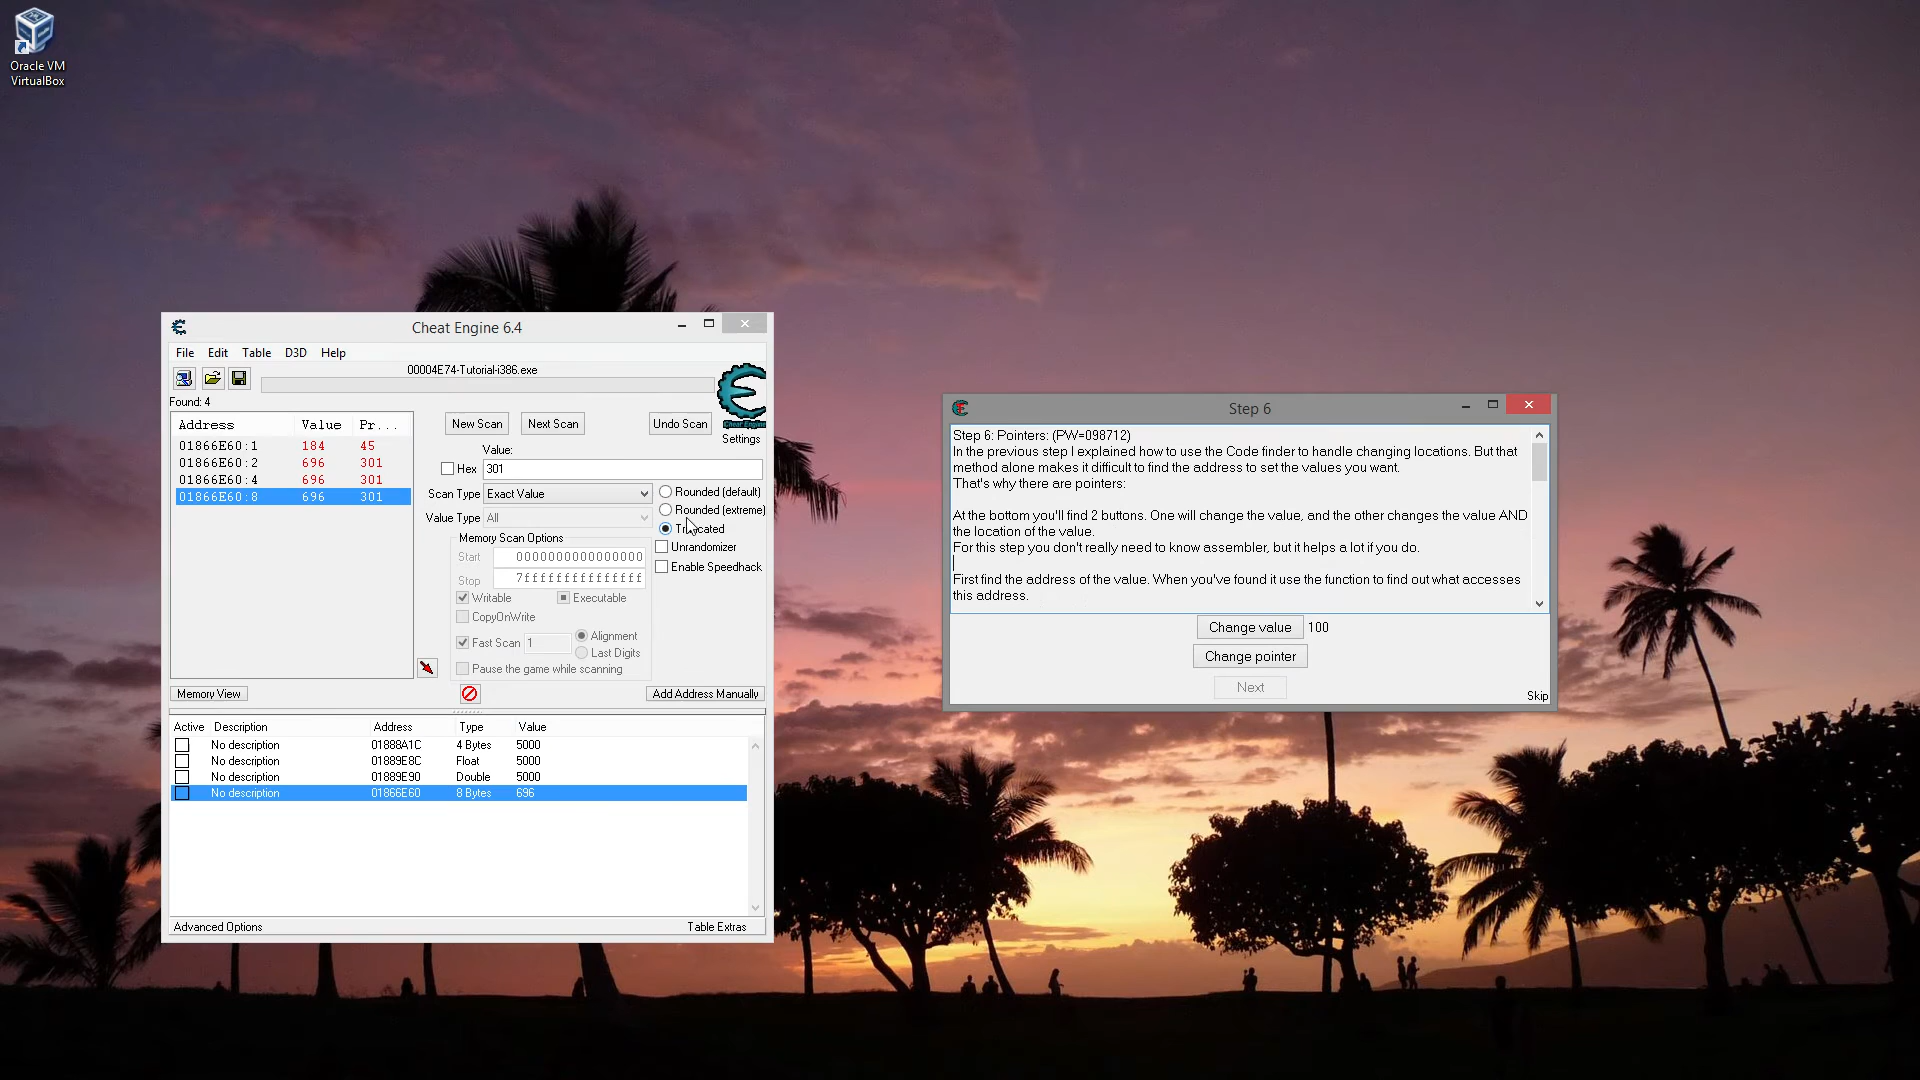 Oracle VM
VirtualBox
Cheat Engine 6.4
File Edit Table D3D Help
00004E74-Tutorial-i386.exe
Found: 4
Address Value Pr...
01866E60:1 184 45
01866E60:2 696 301
01866E60:4 696 301
01866E60:8 696 301
New Scan Next Scan Undo Scan
Cheat Engine
Settings
Value:
Hex 301
Scan Type Exact Value
Value Type All
Rounded (default)
Rounded (extreme)
Truncated
Unrandomizer
Enable Speedhack
Memory Scan Options
Start 0000000000000000
Stop 7fffffffffffffff
Writable Executable
CopyOnWrite
Fast Scan 1 Alignment
Last Digits
Pause the game while scanning
Memory View Add Address Manually
Active Description Address Type Value
No description 01888A1C 4 Bytes 5000
No description 01889E8C Float 5000
No description 01889E90 Double 5000
No description 01866E60 8 Bytes 696
Advanced Options Table Extras
Step 6
Step 6: Pointers: (PW=098712)
In the previous step I explained how to use the Code finder to handle changing locations. But that
method alone makes it difficult to find the address to set the values you want.
That's why there are pointers:
At the bottom you'll find 2 buttons. One will change the value, and the other changes the value AND
the location of the value.
For this step you don't really need to know assembler, but it helps a lot if you do.
First find the address of the value. When you've found it use the function to find out what accesses
this address.
Change value 100
Change pointer
Next
Skip